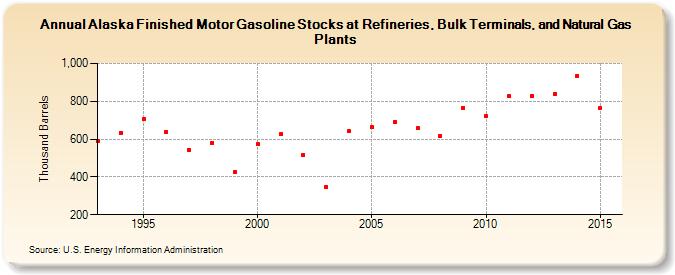 Annual Alaska Finished Motor Gasoline Stocks at Refineries, Bulk Terminals, and Natural Gas
Plants
Thousand Barrels
1,000
800
600
400
200
1995
2000
2005
2010
2015
Source: U.S. Energy Information Administration